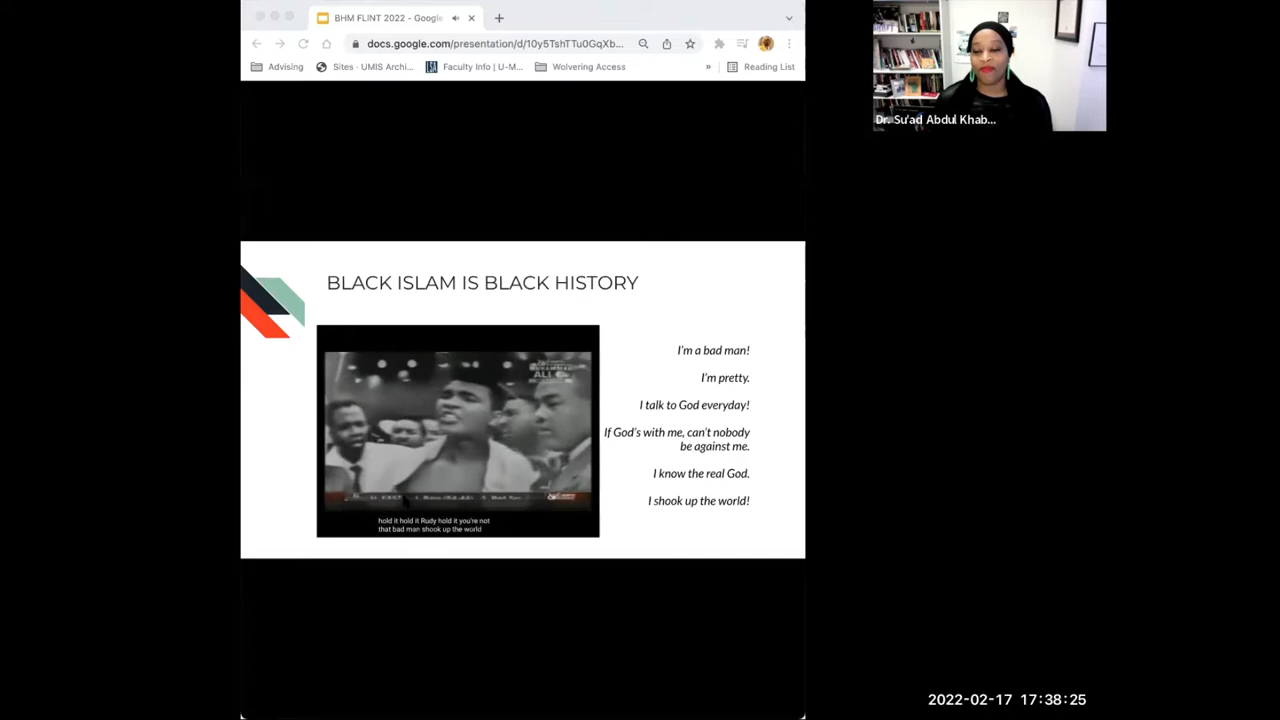 BHM FLINT 2022 - Google
docs.google.com/presentation/d/10y5TshTTu0GqXb...
Advising
Sites · UMIS Archi...
Faculty Info | U-M...
Wolvering Access
»
Reading List
Dr. Su'ad Abdul Khab...
BLACK ISLAM IS BLACK HISTORY
ALI
hold it hold it Rudy hold it you're not
that bad man shook up the world
I'm a bad man!
I'm pretty.
I talk to God everyday!
If God's with me, can't nobody
be against me.
I know the real God.
I shook up the world!
2022-02-17 17:38:25